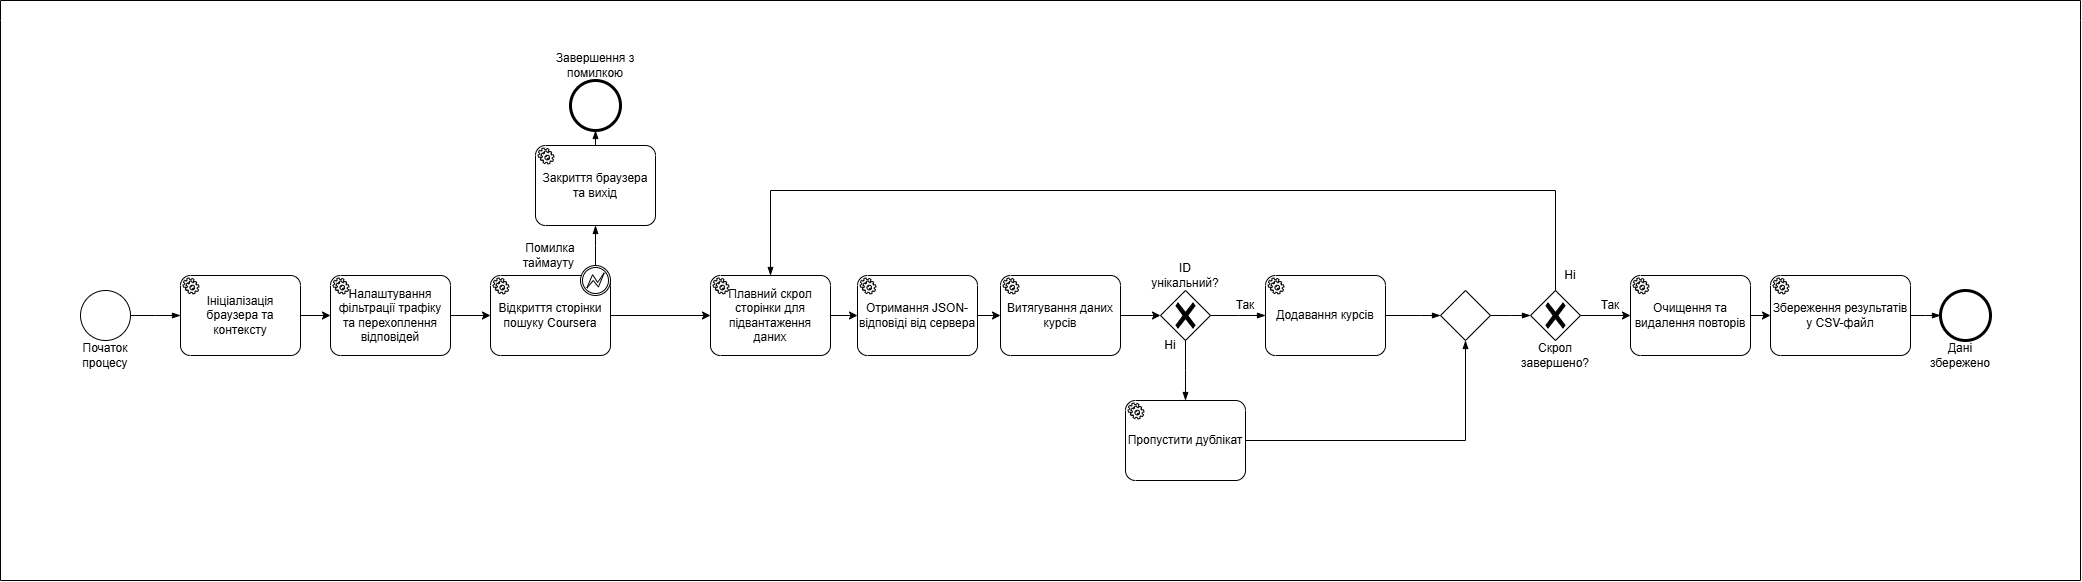 Завершення з
помилкою
Закриття браузера
та вихід
Помилка
таймауту
Початок
процесу
Ініціалізація
браузера та
контексту
Налаштування
фільтрації трафіку
та перехоплення
відповідей
Відкриття сторінки
пошуку Coursera
Плавний скрол
сторінки для
підвантаження
даних
Отримання JSON-
відповіді від сервера
Витягування даних
курсів
ID
унікальний?
Так
Ні
Пропустити дублікат
Додавання курсів
Ні
Так
Скрол
завершено?
Очищення та
видалення повторів
Збереження результатів
у CSV-файл
Дані
збережено